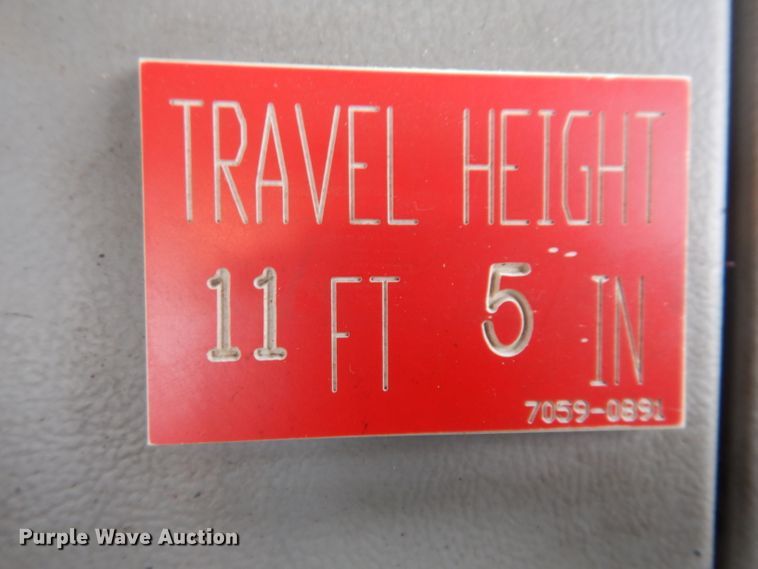 TRAVEL HEIGHT
11 FT 5 IN
7059-0891
Purple Wave Auction